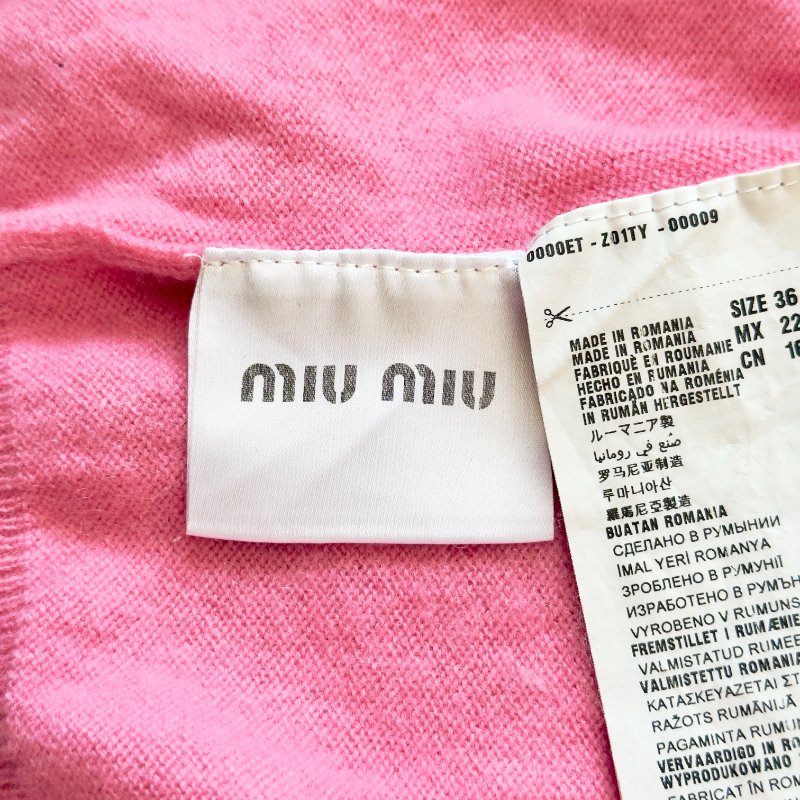 miu miu
0000ET - Z01TY - 00009
SIZE 36
MX 22
CN 16
MADE IN ROMANIA
MADE IN ROMANIA
FABRIQUÉ EN ROUMANIE
HECHO EN RUMANIA
FABRICADO NA ROMÉNIA
IN RUMÄN HERGESTELLT
ルーマニア製
صنع في رومانيا
罗马尼亚制造
루마니아산
羅馬尼亞製造
BUATAN ROMANIA
СДЕЛАНО В РУМЫНИИ
İMAL YERİ ROMANYA
ЗРОБЛЕНО В РУМУНІЇ
ИЗРАБОТЕНО В РУМЪН
VYROBENO V RUMUNS
FREMSTILLET I RUMÆNIE
VALMISTATUD RUMEE
VALMISTETTU ROMANIA
ΚΑΤΑΣΚΕΥΑΖΕΤΑΙ ΣΤ
RAŽOTS RUMĀNIJĀ
PAGAMINTA RUMU
VERVAARDIGD IN RO
WYPRODUKOWANO
FABRICAT ÎN ROM